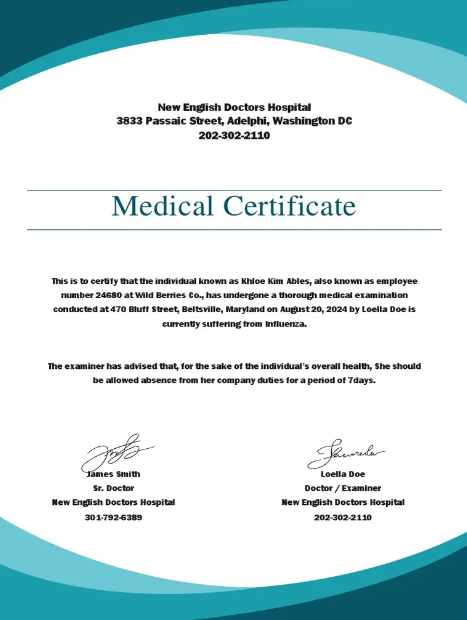 New English Doctors Hospital
3833 Passaic Street, Adelphi, Washington DC
202-302-2110
Medical Certificate
This is to certify that the individual known as Khloe Kim Ables, also known as employee
number 24680 at Wild Berries Co., has undergone a thorough medical examination
conducted at 470 Bluff Street, Beltsville, Maryland on August 20, 2024 by Loella Doe is
currently suffering from Influenza.
The examiner has advised that, for the sake of the individual's overall health, She should
be allowed absence from her company duties for a period of 7days.
James Smith
Sr. Doctor
New English Doctors Hospital
301-792-6389
Loella Doe
Doctor / Examiner
New English Doctors Hospital
202-302-2110